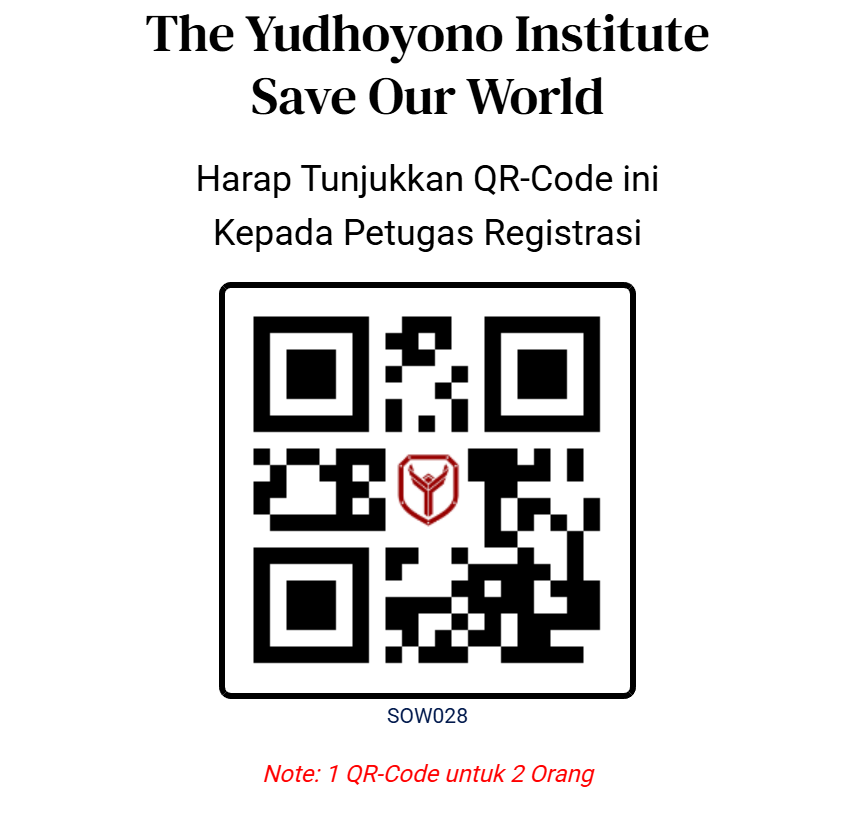 The Yudhoyono Institute
Save Our World
Harap Tunjukkan QR-Code ini
Kepada Petugas Registrasi
SOW028
Note: 1 QR-Code untuk 2 Orang